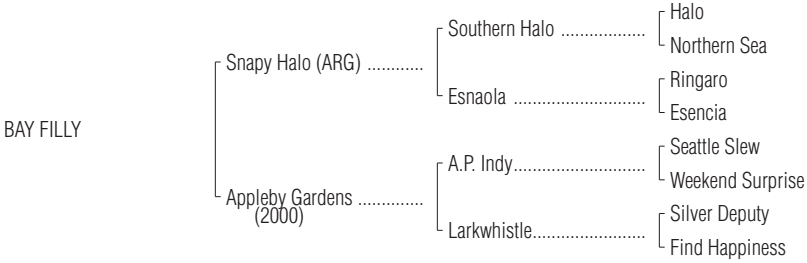 Halo
Southern Halo ..................
Northern Sea
Snapy Halo (ARG) ............
Ringaro
Esnaola ............................
Esencia
BAY FILLY
Seattle Slew
A.P. Indy............................
Weekend Surprise
Appleby Gardens ..............
(2000)
Silver Deputy
Larkwhistle........................
Find Happiness